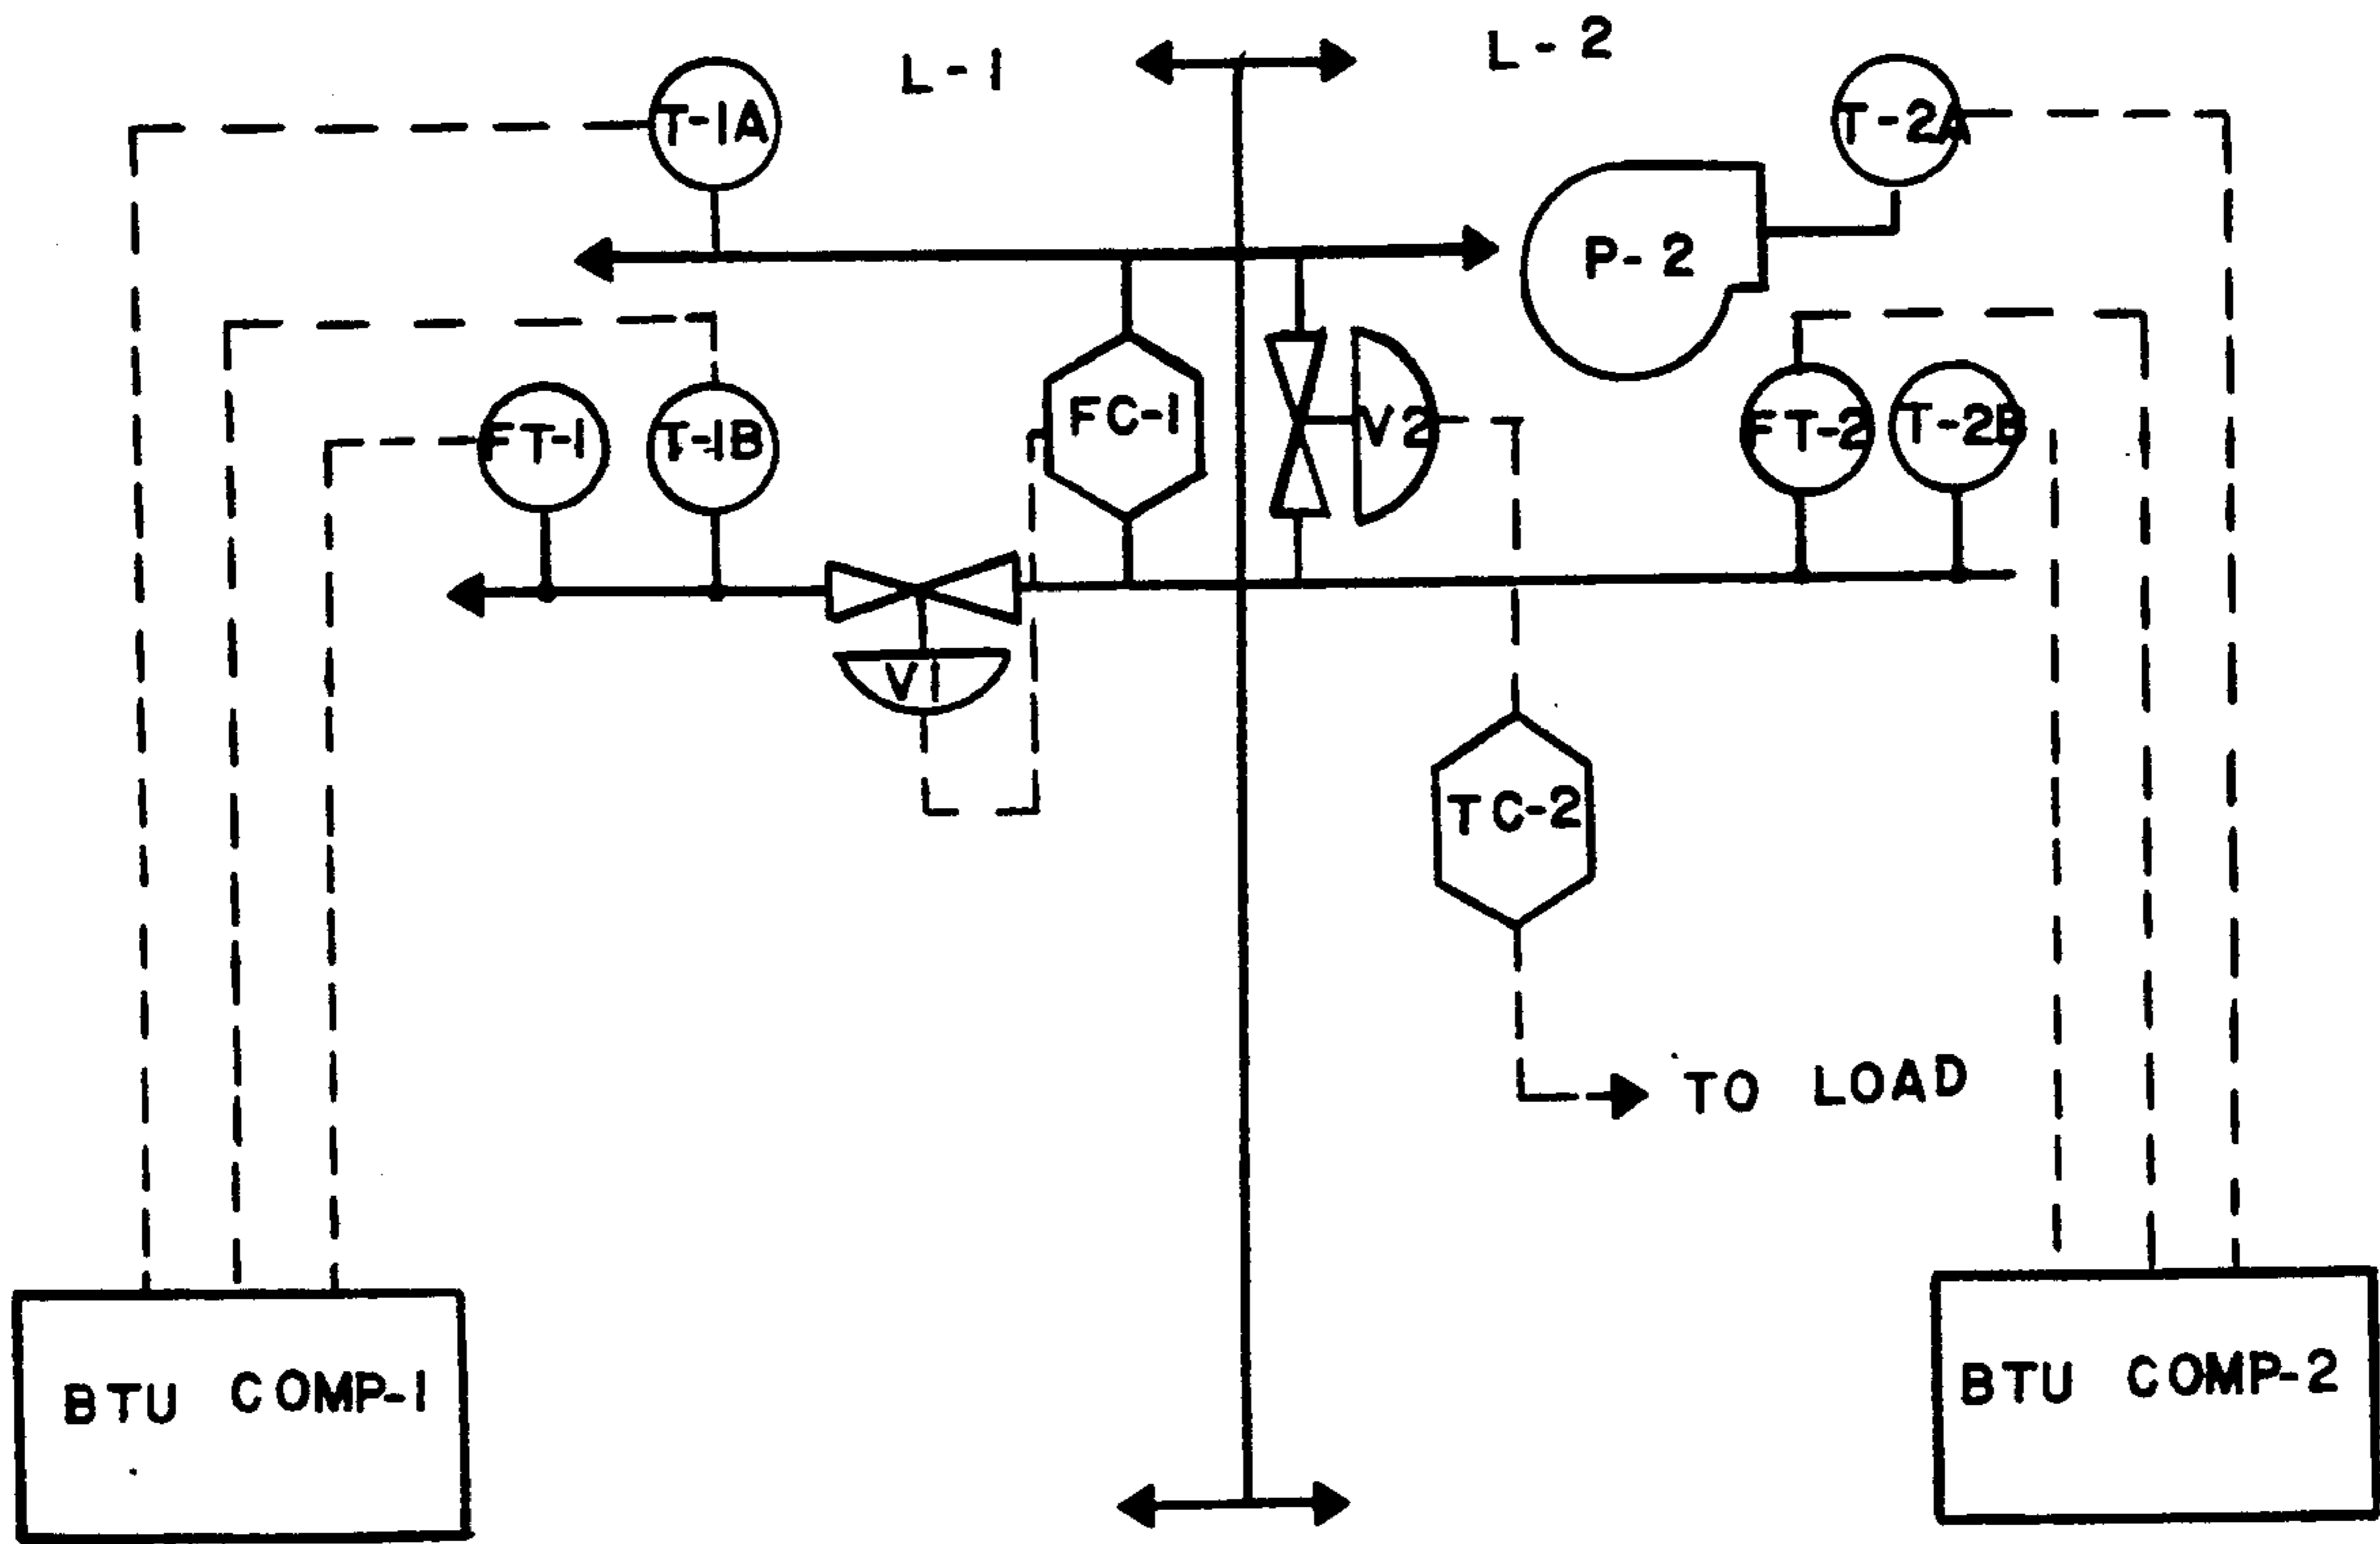 L-1
L-2
T-1A
T-2A
P-2
FC-1
V2
FT-1
T-1B
FT-2
T-2B
V1
TC-2
TO LOAD
BTU COMP-1
BTU COMP-2